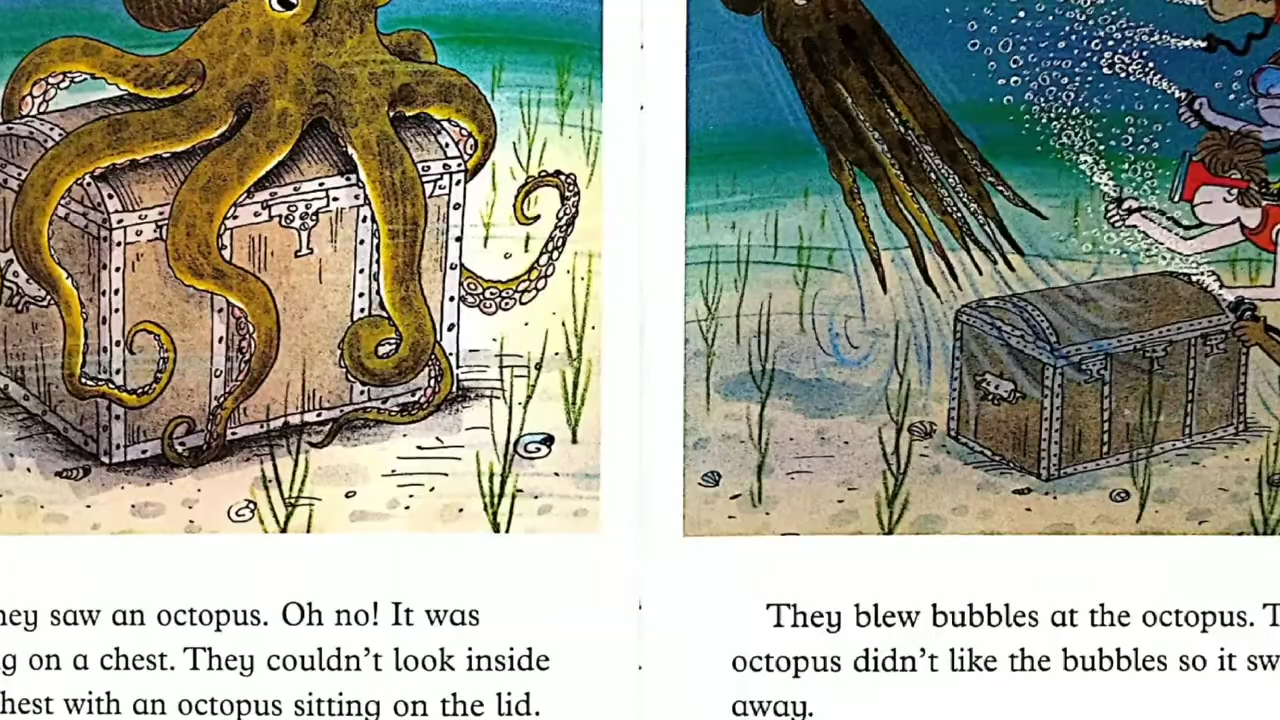 hey saw an octopus. Oh no! It was
g on a chest. They couldn't look inside
hest with an octopus sitting on the lid.
They blew bubbles at the octopus. T
octopus didn't like the bubbles so it sw
away.